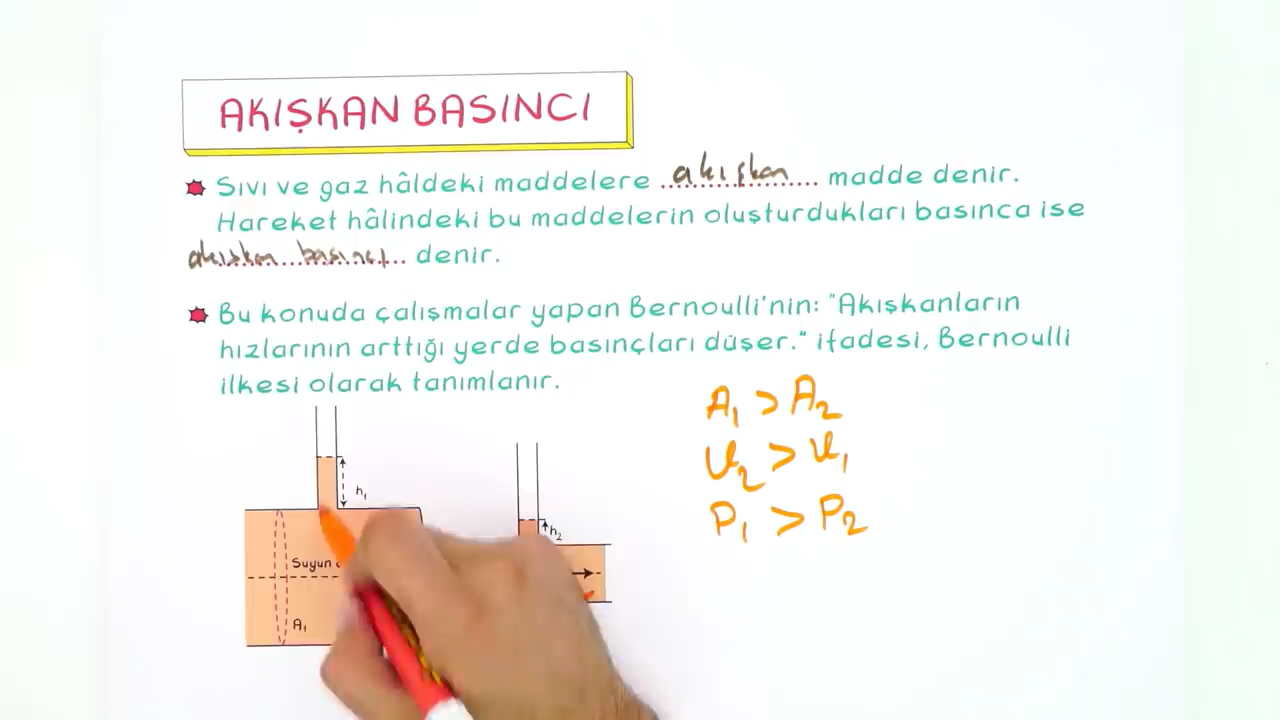 AKIŞKAN BASINCI
Sıvı ve gaz hâldeki maddelere akışkan madde denir.
Hareket hâlindeki bu maddelerin oluşturdukları basınca ise
akışkan basıncı denir.
Bu konuda çalışmalar yapan Bernoulli'nin: "Akışkanların
hızlarının arttığı yerde basınçları düşer." ifadesi, Bernoulli
ilkesi olarak tanımlanır.
A₁ > A₂
v₂ > v₁
P₁ > P₂
h₁
h₂
Suyun
A₁